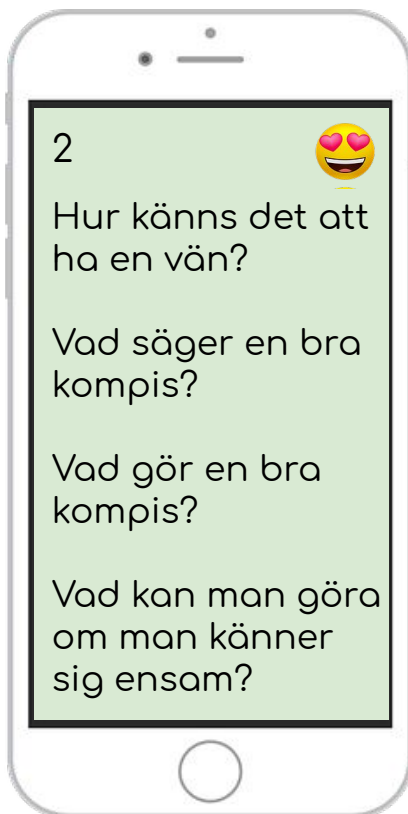 2
Hur känns det att
ha en vän?
Vad säger en bra
kompis?
Vad gör en bra
kompis?
Vad kan man göra
om man känner
sig ensam?